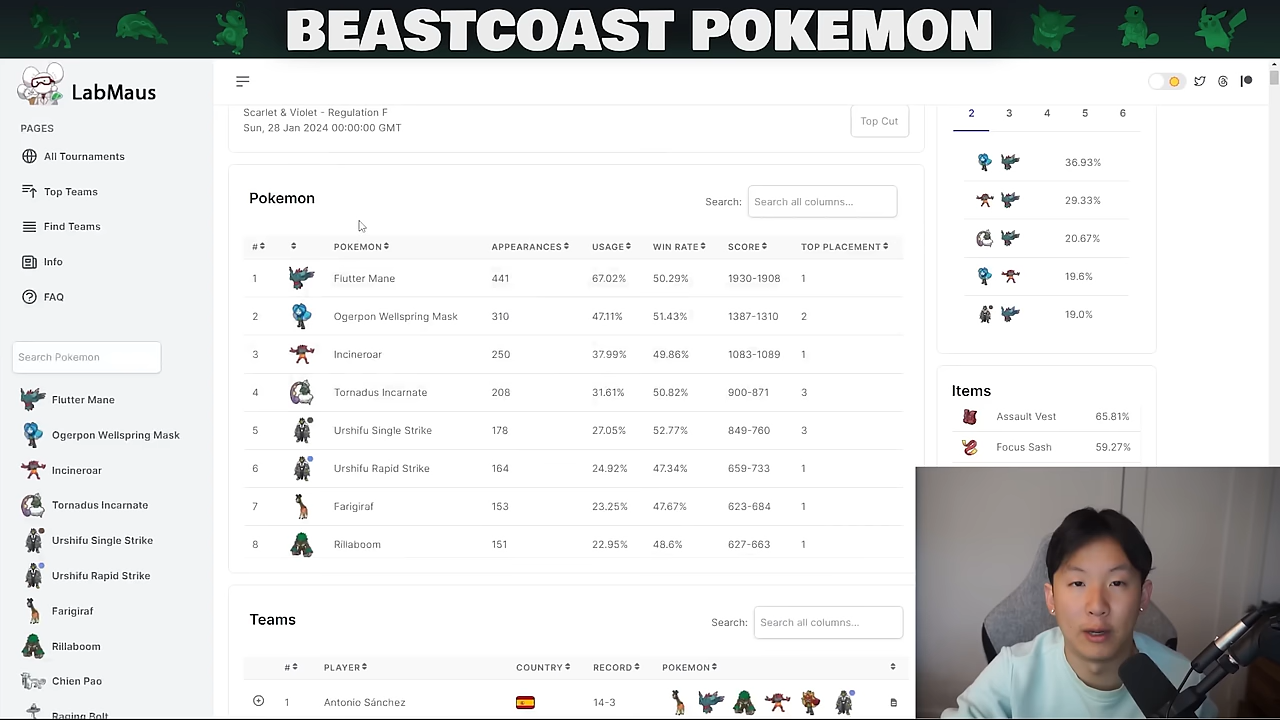 BEASTCOAST POKEMON
LabMaus
PAGES
All Tournaments
Top Teams
Find Teams
Info
FAQ
Search Pokemon
Flutter Mane
Ogerpon Wellspring Mask
Incineroar
Tornadus Incarnate
Urshifu Single Strike
Urshifu Rapid Strike
Farigiraf
Rillaboom
Chien Pao
Raging Bolt
Scarlet & Violet - Regulation F
Sun, 28 Jan 2024 00:00:00 GMT
Top Cut
Pokemon
Search: Search all columns...
# POKEMON APPEARANCES USAGE WIN RATE SCORE TOP PLACEMENT
1 Flutter Mane 441 67.02% 50.29% 1930-1908 1
2 Ogerpon Wellspring Mask 310 47.11% 51.43% 1387-1310 2
3 Incineroar 250 37.99% 49.86% 1083-1089 1
4 Tornadus Incarnate 208 31.61% 50.82% 900-871 3
5 Urshifu Single Strike 178 27.05% 52.77% 849-760 3
6 Urshifu Rapid Strike 164 24.92% 47.34% 659-733 1
7 Farigiraf 153 23.25% 47.67% 623-684 1
8 Rillaboom 151 22.95% 48.6% 627-663 1
Teams
Search: Search all columns...
# PLAYER COUNTRY RECORD POKEMON
1 Antonio Sánchez 14-3
2 3 4 5 6
36.93%
29.33%
20.67%
19.6%
19.0%
Items
Assault Vest 65.81%
Focus Sash 59.27%